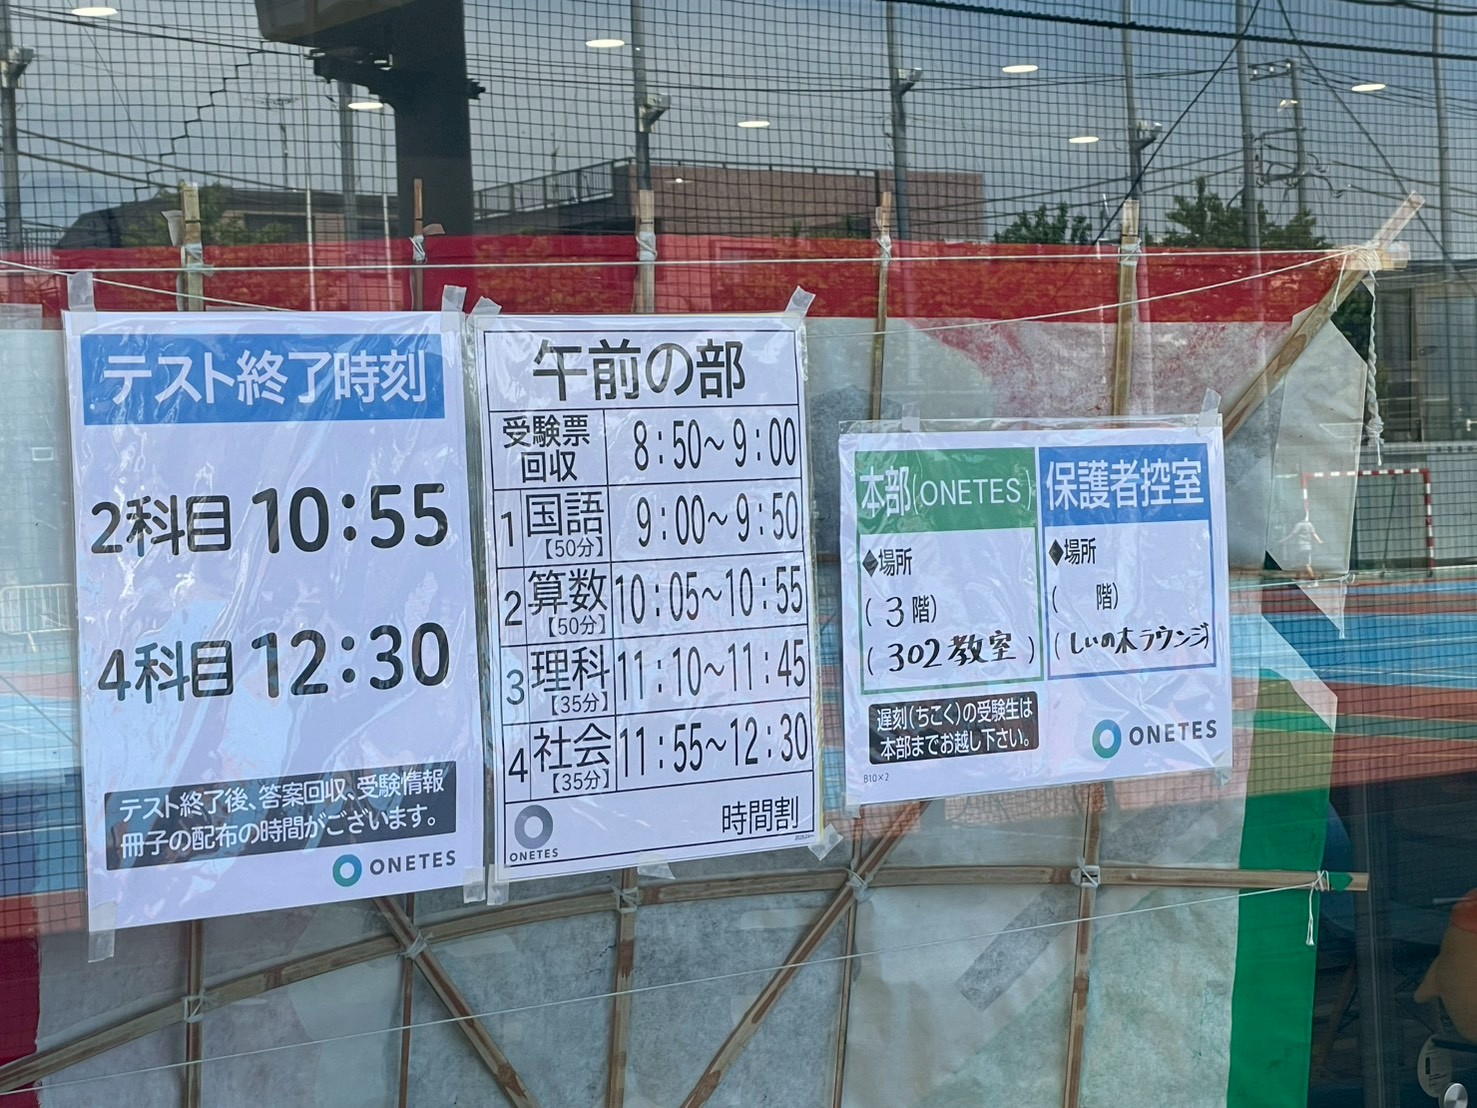 テスト終了時刻
2科目 10:55
4科目 12:30
テスト終了後、答案回収、受験情報
冊子の配布の時間がございます。
ONETES
午前の部
受験票
回収
8:50～9:00
1 国語
【50分】
9:00～9:50
2 算数
【50分】
10:05～10:55
3 理科
【35分】
11:10～11:45
4 社会
【35分】
11:55～12:30
ONETES
時間割
本部(ONETES)
◆場所
(3階)
(302教室)
遅刻(ちこく)の受験生は
本部までお越し下さい。
B10×2
保護者控室
◆場所
(　階)
(しいの木ラウンジ)
ONETES